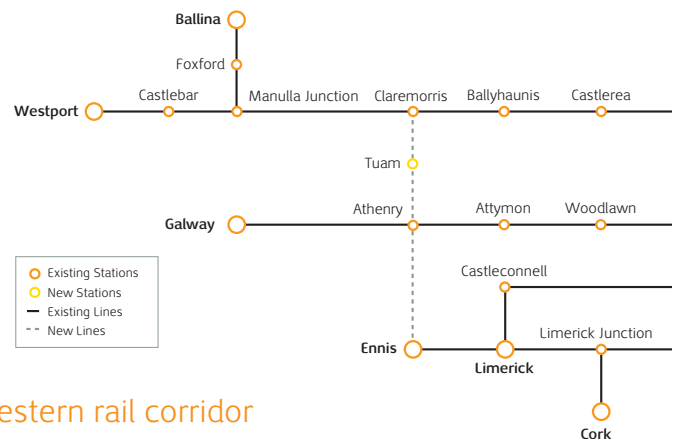 Ballina
Foxford
Castlebar
Manulla Junction
Claremorris
Ballyhaunis
Castlerea
Westport
Tuam
Athenry
Attymon
Woodlawn
Galway
Existing Stations
New Stations
Existing Lines
New Lines
Castleconnell
Limerick Junction
Ennis
Limerick
estern rail corridor
Cork